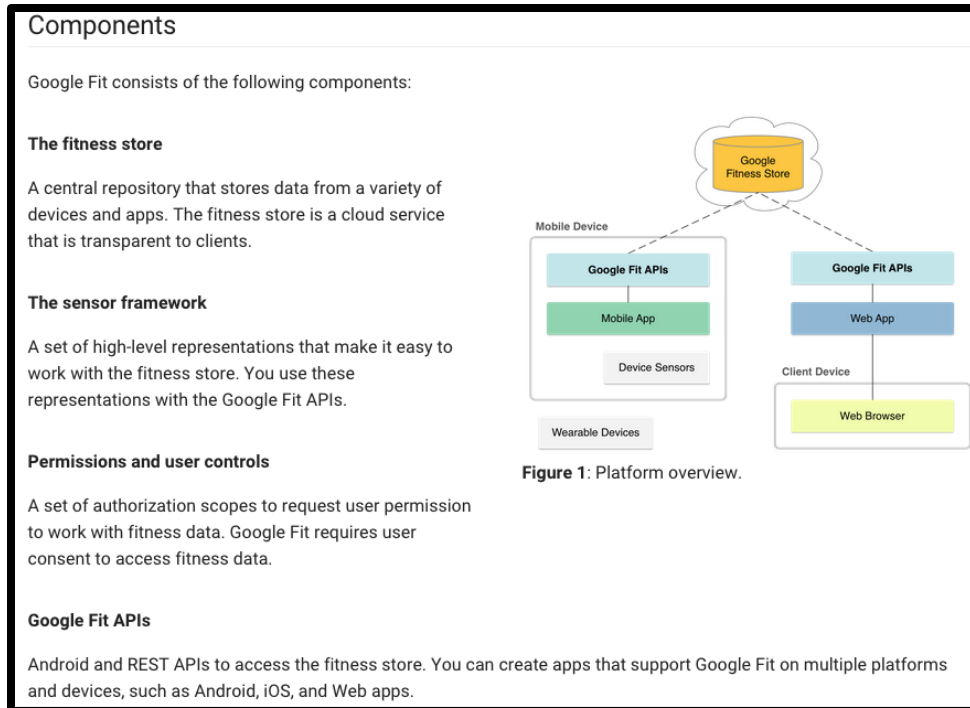 Components
Google Fit consists of the following components:
The fitness store
A central repository that stores data from a variety of
devices and apps. The fitness store is a cloud service
that is transparent to clients.
The sensor framework
A set of high-level representations that make it easy to
work with the fitness store. You use these
representations with the Google Fit APIs.
Permissions and user controls
A set of authorization scopes to request user permission
to work with fitness data. Google Fit requires user
consent to access fitness data.
Google
Fitness Store
Mobile Device
Google Fit APIs
Mobile App
Device Sensors
Wearable Devices
Google Fit APIs
Web App
Client Device
Web Browser
Figure 1: Platform overview.
Google Fit APIs
Android and REST APIs to access the fitness store. You can create apps that support Google Fit on multiple platforms
and devices, such as Android, iOS, and Web apps.